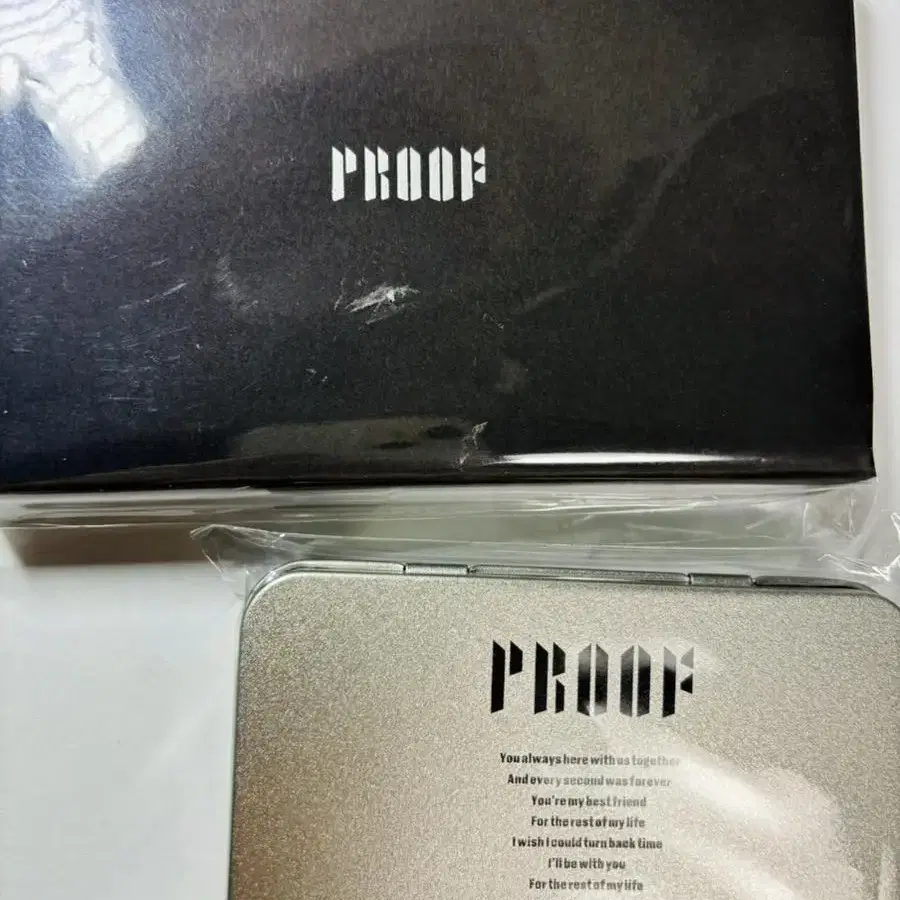 PROOF
PROOF
You always here with us together
And every second was forever
You're my best friend
For the rest of my life
I wish I could turn back time
I'll be with you
For the rest of my life